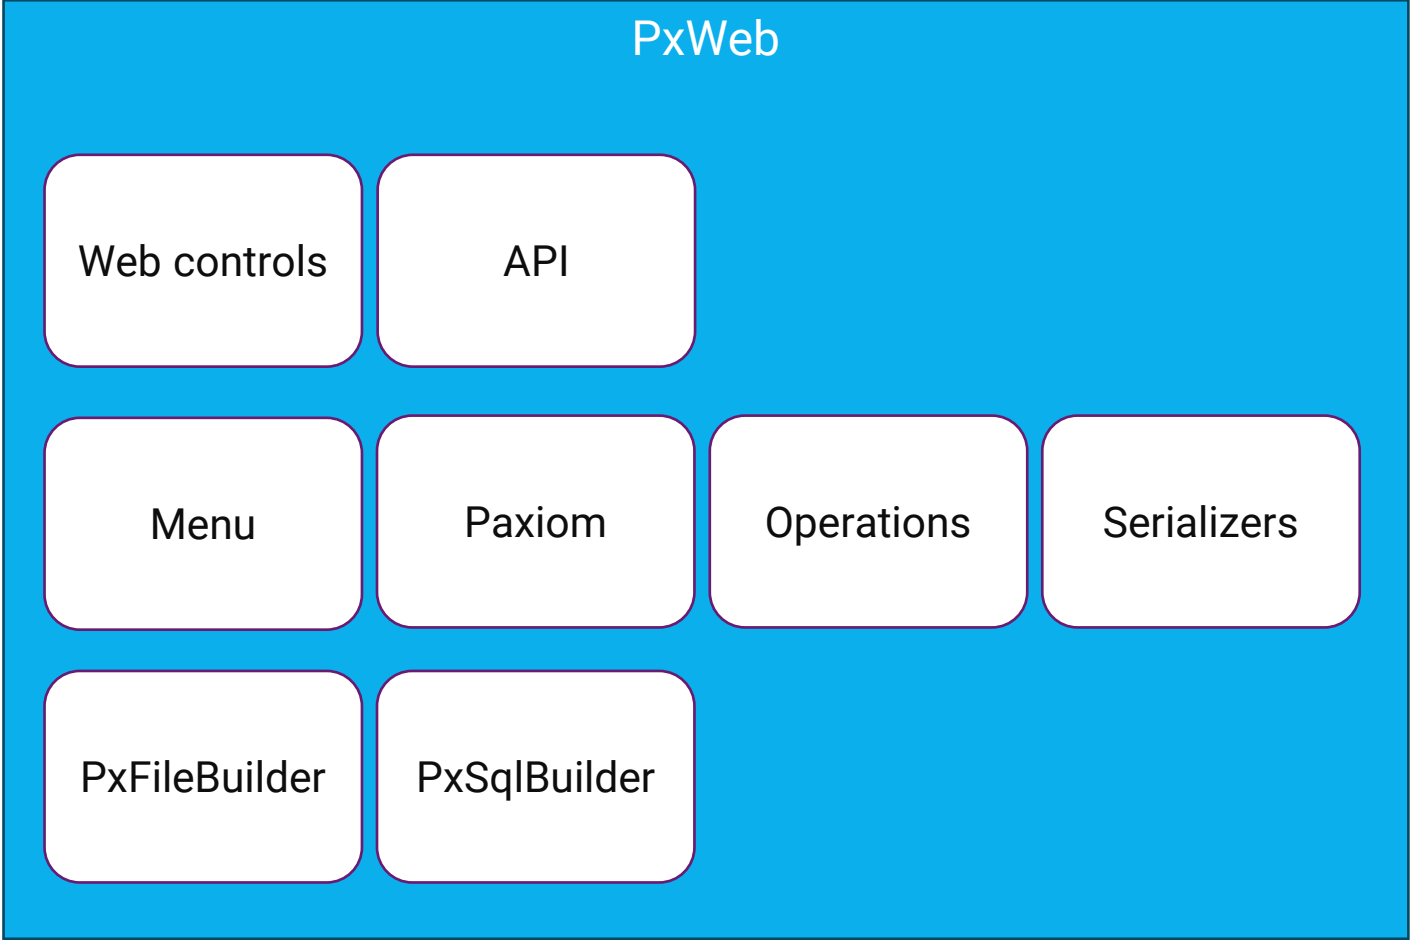 PxWeb
Web controls
API
Menu
Paxiom
Operations
Serializers
PxFileBuilder
PxSqlBuilder